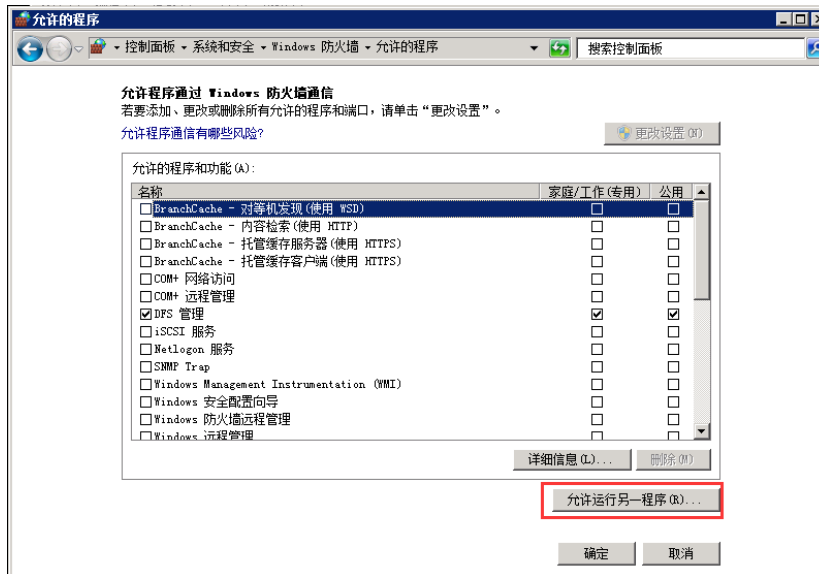 允许的程序
控制面板 系统和安全 Windows 防火墙 允许的程序 搜索控制面板
允许程序通过 Windows 防火墙通信
若要添加、更改或删除所有允许的程序和端口，请单击“更改设置”。
允许程序通信有哪些风险?
更改设置(N)
允许的程序和功能(A):
名称 家庭/工作(专用) 公用
BranchCache - 对等机发现(使用 WSD)
BranchCache - 内容检索(使用 HTTP)
BranchCache - 托管缓存服务器(使用 HTTPS)
BranchCache - 托管缓存客户端(使用 HTTPS)
COM+ 网络访问
COM+ 远程管理
DFS 管理
iSCSI 服务
Netlogon 服务
SNMP Trap
Windows Management Instrumentation (WMI)
Windows 安全配置向导
Windows 防火墙远程管理
Windows 远程管理
详细信息(L)... 删除(M)
允许运行另一程序(R)...
确定 取消